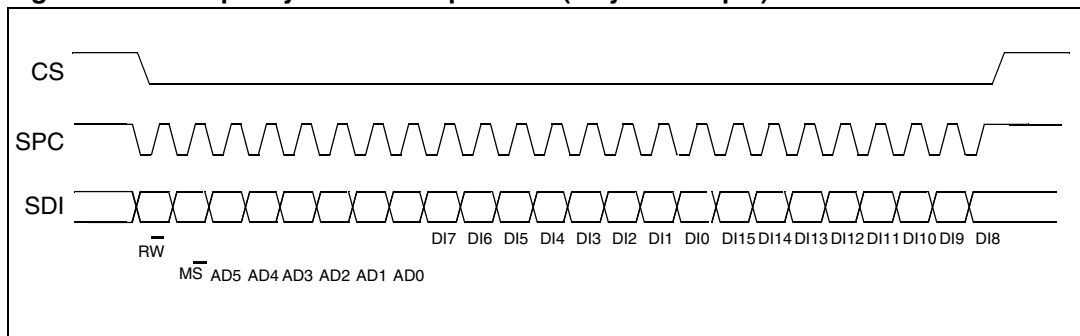 CS
SPC
SDI
DI7 DI6 DI5 DI4 DI3 DI2 DI1 DI0 DI15 DI14 DI13 DI12 DI11 DI10 DI9 DI8
RW
MS AD5 AD4 AD3 AD2 AD1 AD0